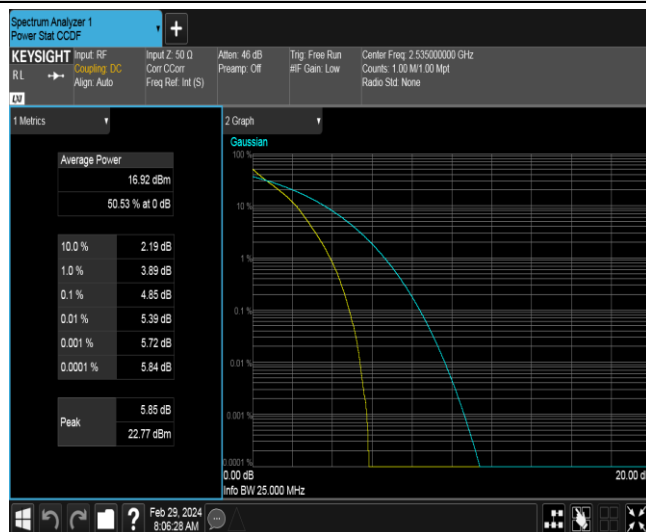 Spectrum Analyzer 1
Power Stat CCDF
+
KEYSIGHT
RL
LXI
Input: RF
Coupling: DC
Align: Auto
Input Z: 50 Ω
Corr CCorr
Freq Ref: Int (S)
Atten: 46 dB
Preamp: Off
Trig: Free Run
#IF Gain: Low
Center Freq: 2.535000000 GHz
Counts: 1.00 M/1.00 Mpt
Radio Std: None
1 Metrics
Average Power
16.92 dBm
50.53 % at 0 dB
10.0 % 2.19 dB
1.0 % 3.89 dB
0.1 % 4.85 dB
0.01 % 5.39 dB
0.001 % 5.72 dB
0.0001 % 5.84 dB
Peak
5.85 dB
22.77 dBm
2 Graph
Gaussian
100 %
10 %
1 %
0.1 %
0.01 %
0.001 %
0.0001 %
0.00 dB
20.00 d
Info BW 25.000 MHz
?
Feb 29, 2024
8:06:28 AM